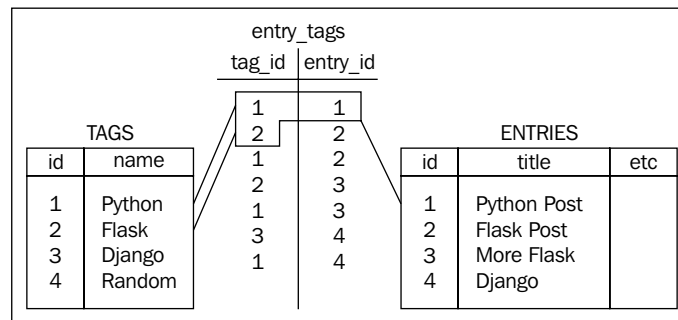 entry_tags
tag_id entry_id
1 1
2 2
1 2
2 3
1 3
3 4
1 4
TAGS
id name
1 Python
2 Flask
3 Django
4 Random
ENTRIES
id title etc
1 Python Post
2 Flask Post
3 More Flask
4 Django